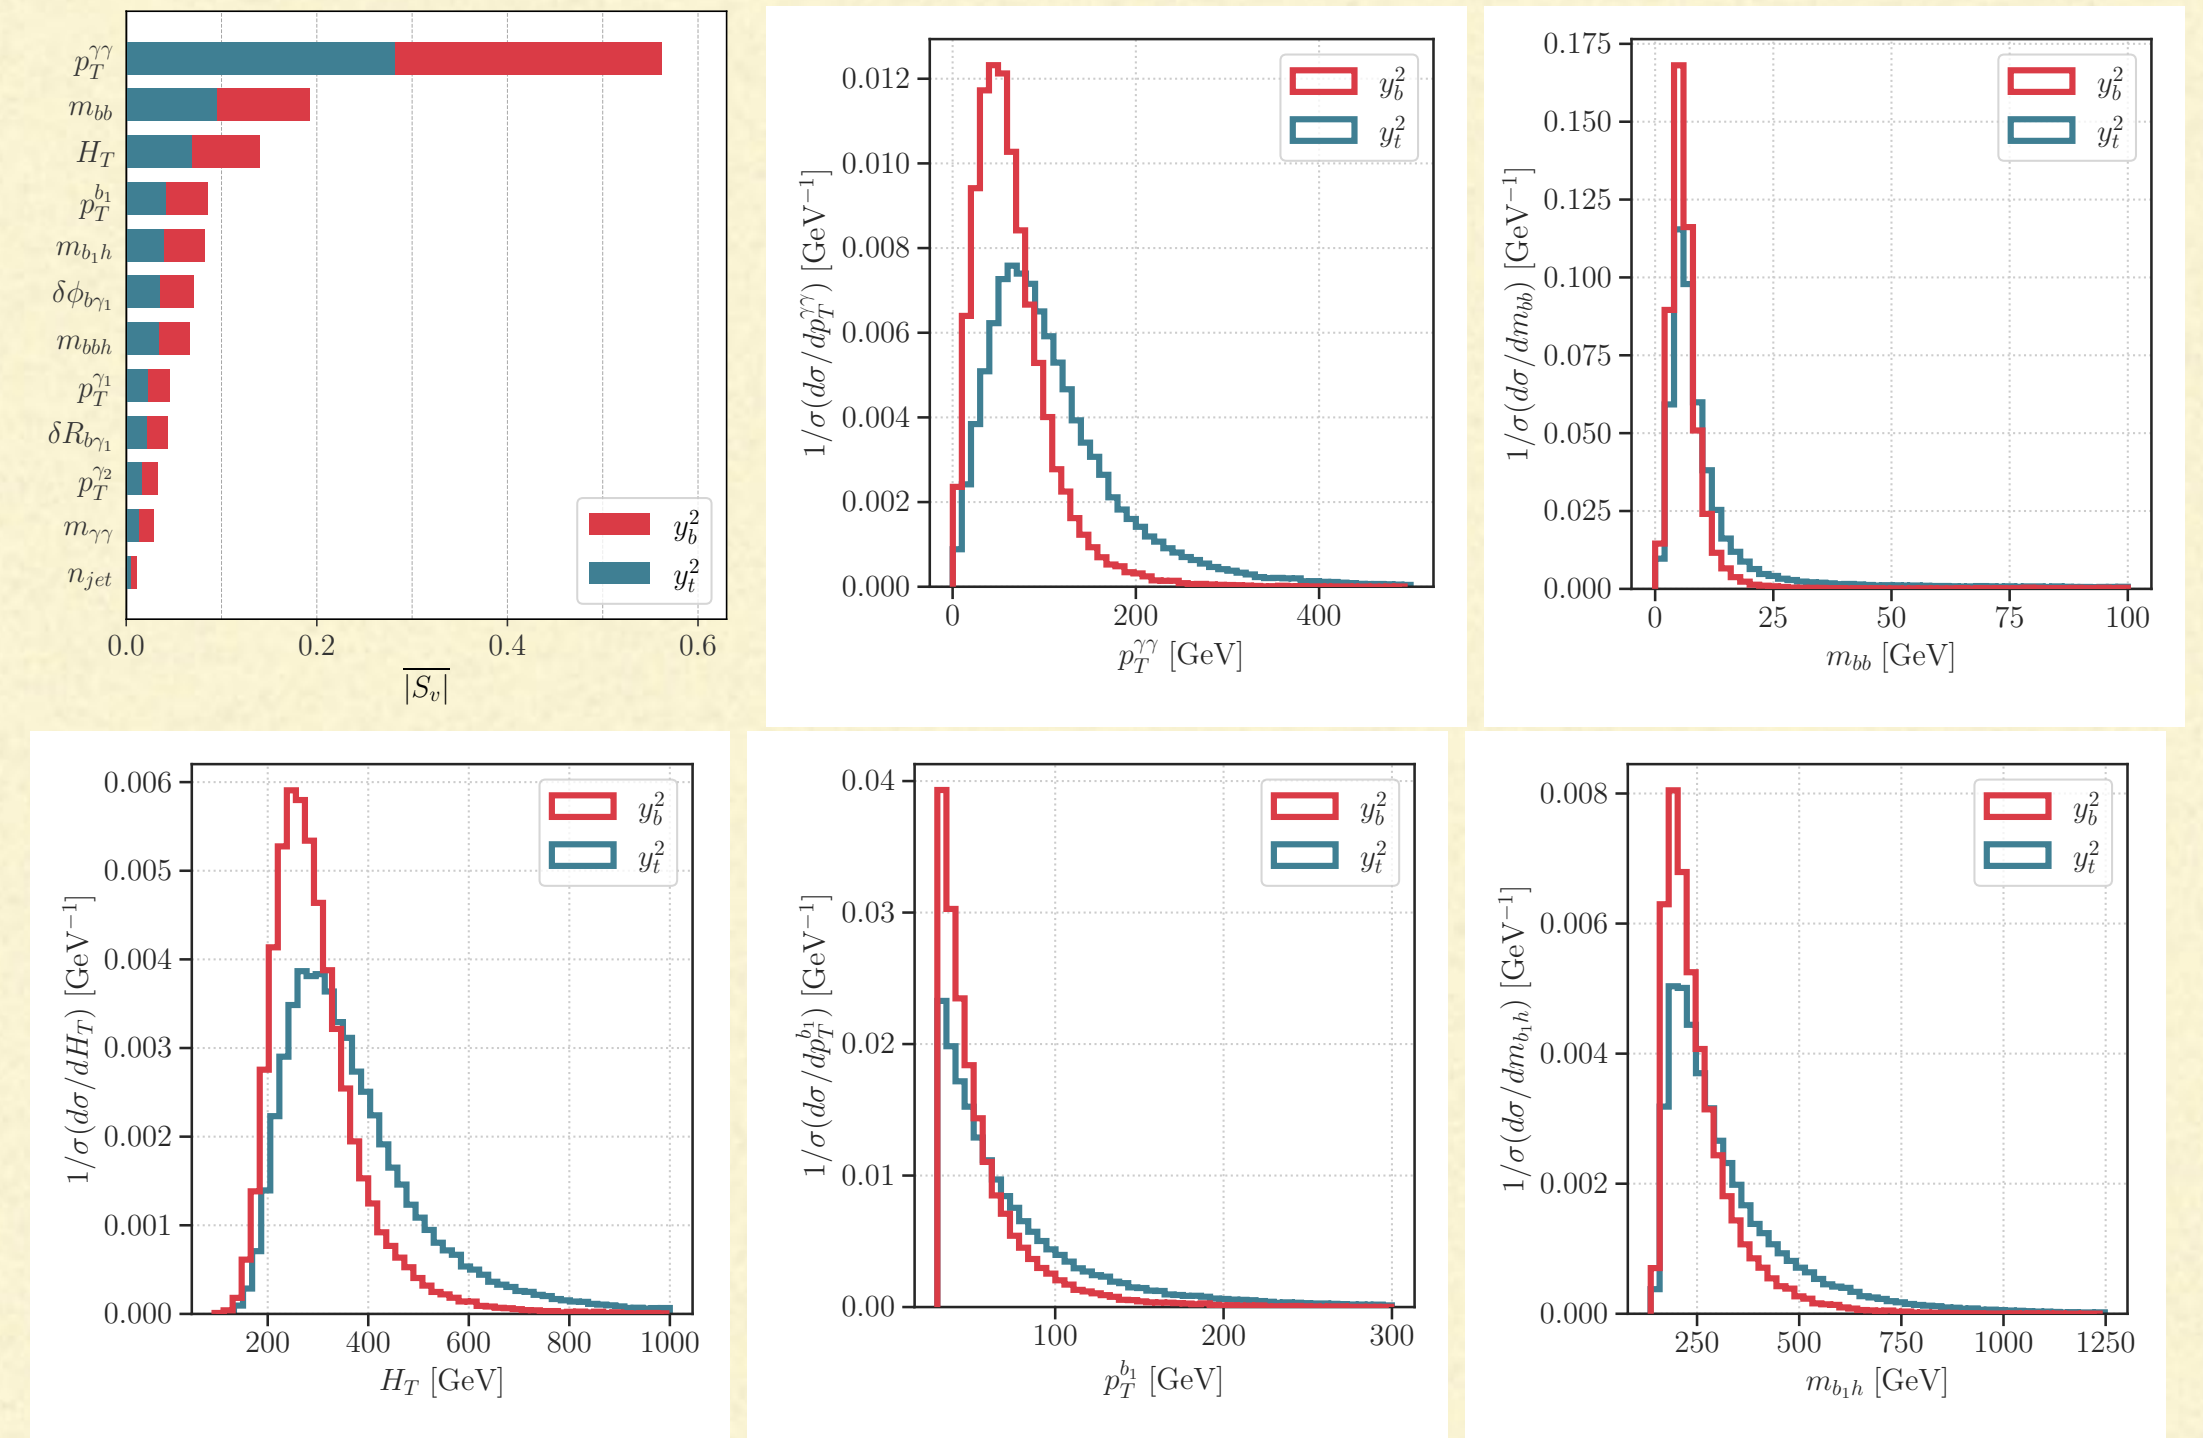 p_T^{γγ}
m_{bb}
H_T
p_T^{b_1}
m_{b_1h}
δϕ_{bγ_1}
m_{bbh}
p_T^{γ_1}
δR_{bγ_1}
p_T^{γ_2}
m_{γγ}
n_{jet}
y_b^2
y_t^2
0.0 0.2 0.4 0.6
|S_v|
0.012
0.010
0.008
0.006
0.004
0.002
0.000
1/σ(dσ/dp_T^{γγ}) [GeV^{−1}]
y_b^2
y_t^2
0 200 400
p_T^{γγ} [GeV]
0.175
0.150
0.125
0.100
0.075
0.050
0.025
0.000
1/σ(dσ/dm_{bb}) [GeV^{−1}]
y_b^2
y_t^2
0 25 50 75 100
m_{bb} [GeV]
0.006
0.005
0.004
0.003
0.002
0.001
0.000
1/σ(dσ/dH_T) [GeV^{−1}]
y_b^2
y_t^2
200 400 600 800 1000
H_T [GeV]
0.04
0.03
0.02
0.01
0.00
1/σ(dσ/dp_T^{b_1}) [GeV^{−1}]
y_b^2
y_t^2
100 200 300
p_T^{b_1} [GeV]
0.008
0.006
0.004
0.002
0.000
1/σ(dσ/dm_{b_1h}) [GeV^{−1}]
y_b^2
y_t^2
250 500 750 1000 1250
m_{b_1h} [GeV]